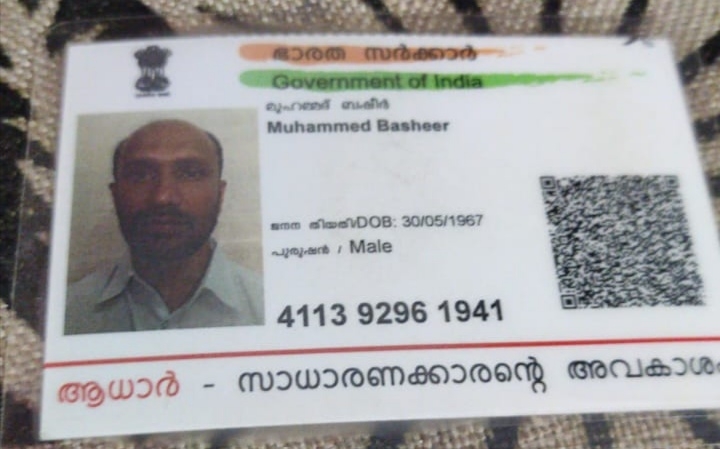 ഭാരത സർക്കാർ
Government of India
മുഹമ്മദ് ബഷീർ
Muhammed Basheer
ജനന തിയതി/DOB: 30/05/1967
പുരുഷൻ / Male
4113 9296 1941
ആധാർ - സാധാരണക്കാരന്റെ അവകാശം